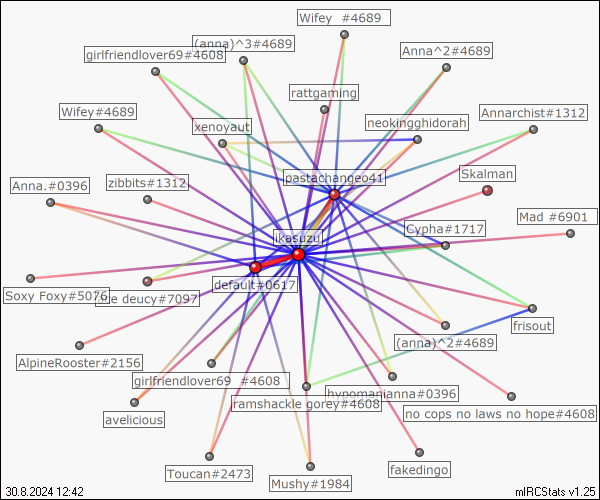 Wifey  #4689
(anna)^3#4689
girlfriendlover69#4608
Anna^2#4689
rattgaming
Wifey#4689
Annarchist#1312
neokingghidorah
xenoyaut
pastachangeo41
Skalman
Anna.#0396
zibbits#1312
Mad #6901
Cypha#1717
ikasuzu
default#0617
Soxy Foxy#5076
deucy#7097
frisout
(anna)^2#4689
AlpineRooster#2156
girlfriendlover69  #4608
hypomanianna#0396
ramshackle gorey#4608
no cops no laws no hope#4608
avelicious
fakedingo
Toucan#2473
Mushy#1984
30.8.2024 12:42
mIRCStats v1.25